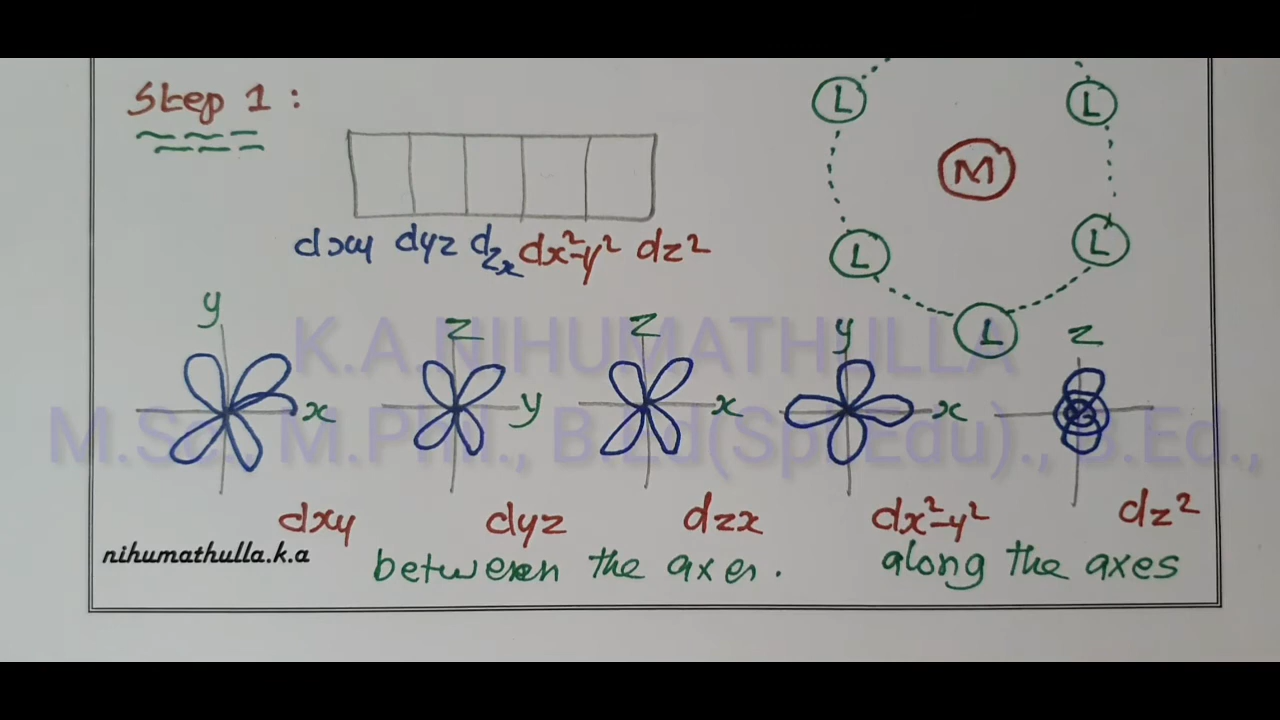 Step 1 :
L L
M
dxy dyz dzx dx²-y² dz²
L L
L
y z z y z
K.A.NIHUMATHULLA
x y x x
M.Sc., M.Phil., B.Ed(Spl.Edu)., B.Ed.,
dxy dyz dzx dx²-y² dz²
nihumathulla.k.a
between the axes. along the axes